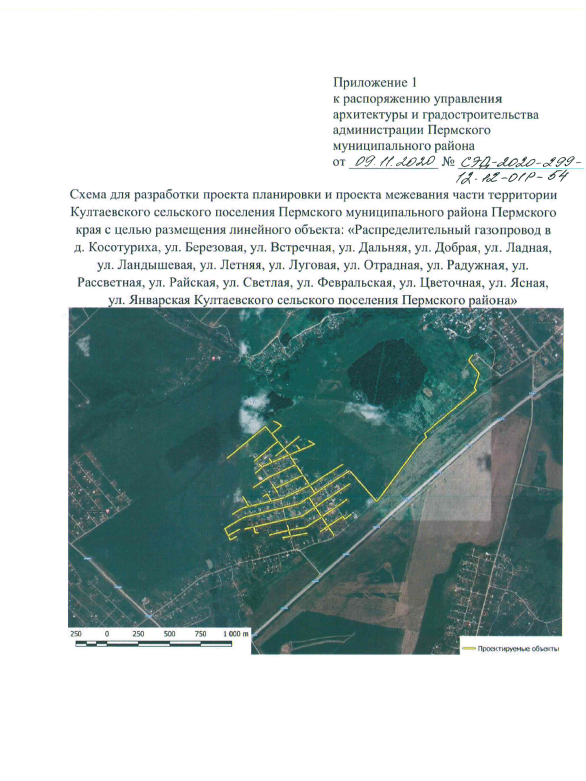 Приложение 1
к распоряжению управления
архитектуры и градостроительства
администрации Пермского
муниципального района
от 09.11.2020 № СЭД-2020-299-
12-12-01Р-54
Схема для разработки проекта планировки и проекта межевания части территории
Култаевского сельского поселения Пермского муниципального района Пермского
края с целью размещения линейного объекта: «Распределительный газопровод в
д. Косотуриха, ул. Березовая, ул. Встречная, ул. Дальняя, ул. Добрая, ул. Ладная,
ул. Ландышевая, ул. Летняя, ул. Луговая, ул. Отрадная, ул. Радужная, ул.
Рассветная, ул. Райская, ул. Светлая, ул. Февральская, ул. Цветочная, ул. Ясная,
ул. Январская Култаевского сельского поселения Пермского района»
250 0 250 500 750 1 000 m
Проектируемые объекты